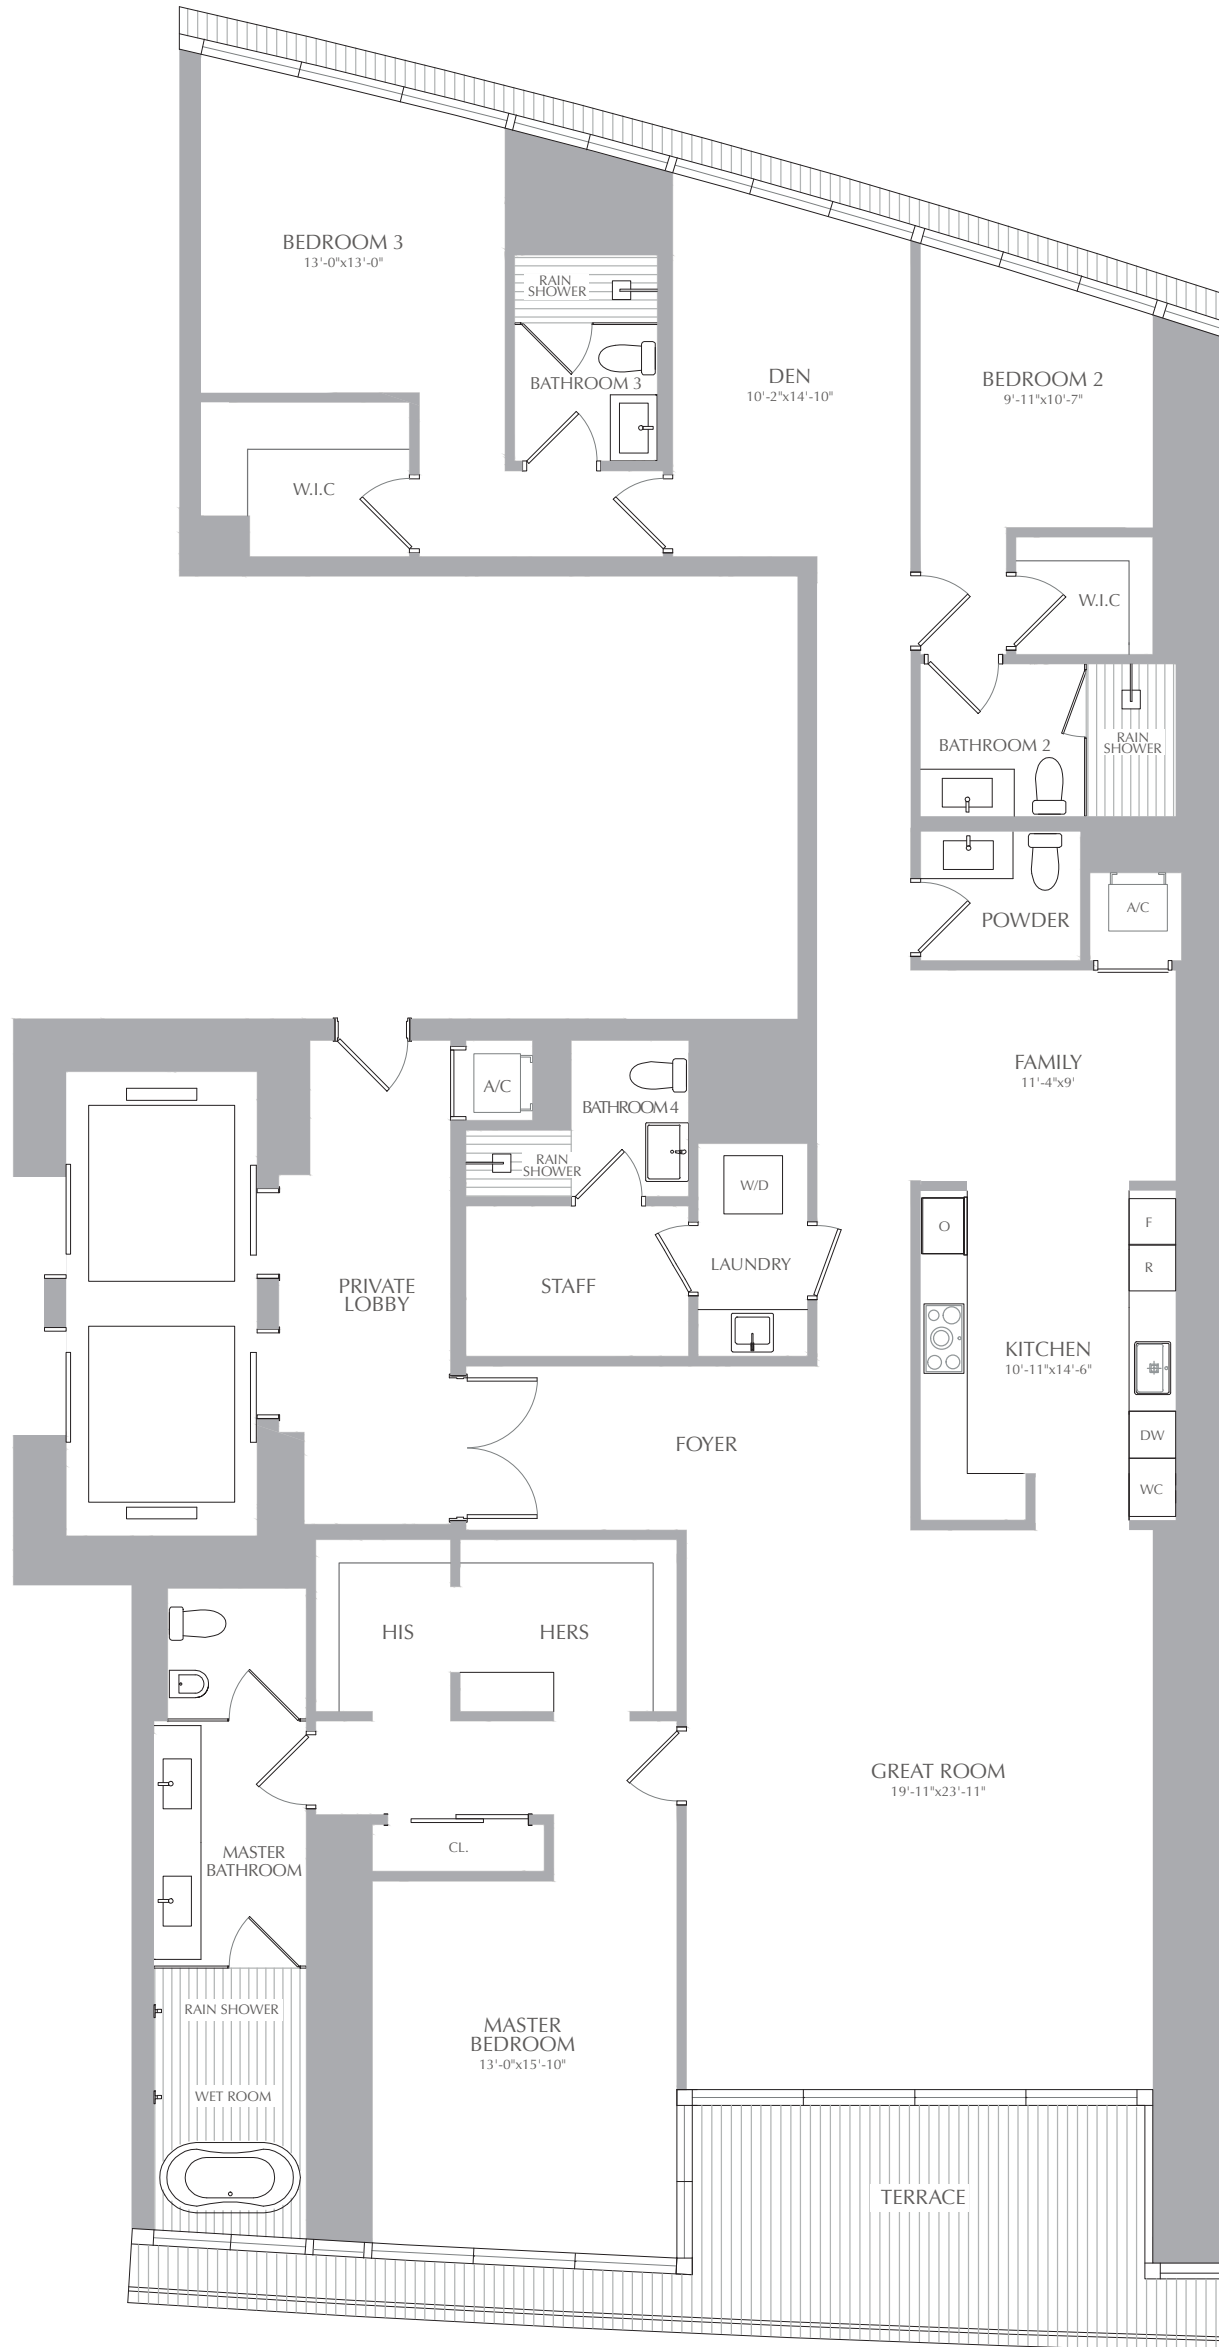 BEDROOM 3
13'-0"x13'-0"
RAIN
SHOWER
BATHROOM 3
DEN
10'-2"x14'-10"
BEDROOM 2
9'-11"x10'-7"
W.I.C
W.I.C
BATHROOM 2
RAIN
SHOWER
POWDER
A/C
FAMILY
11'-4"x9'
A/C
BATHROOM 4
RAIN
SHOWER
W/D
LAUNDRY
STAFF
PRIVATE
LOBBY
O
F
R
KITCHEN
10'-11"x14'-6"
DW
WC
FOYER
HIS
HERS
GREAT ROOM
19'-11"x23'-11"
CL.
MASTER
BATHROOM
RAIN SHOWER
WET ROOM
MASTER
BEDROOM
13'-0"x15'-10"
TERRACE